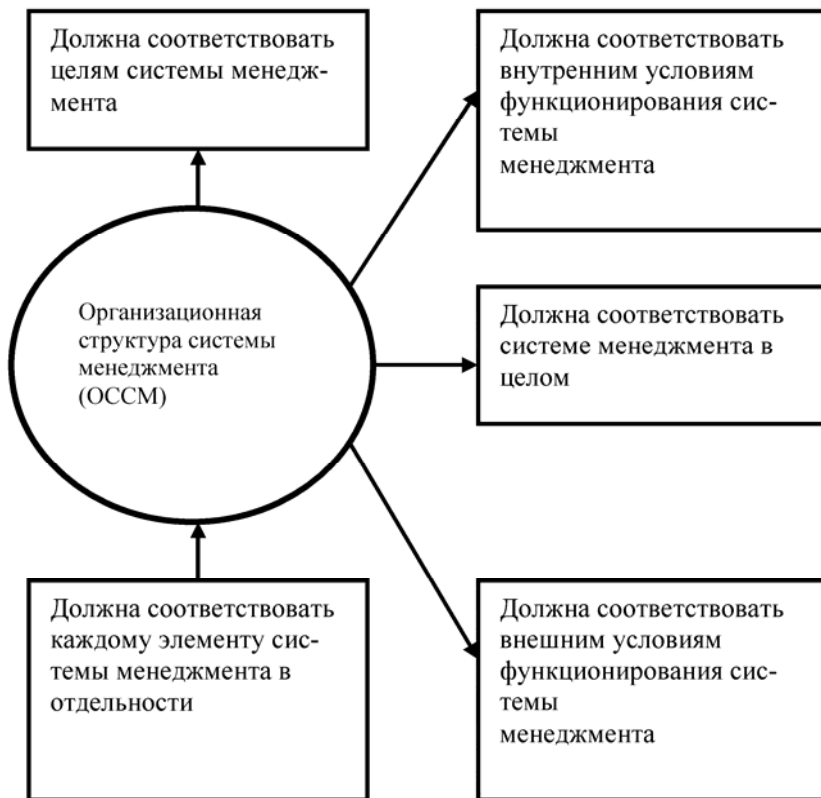 Должна соответствовать
целям системы менедж-
мента
Должна соответствовать
внутренним условиям
функционирования сис-
темы
менеджмента
Организационная
структура системы
менеджмента
(ОССМ)
Должна соответствовать
системе менеджмента в
целом
Должна соответствовать
каждому элементу сис-
темы менеджмента в
отдельности
Должна соответствовать
внешним условиям
функционирования сис-
темы
менеджмента